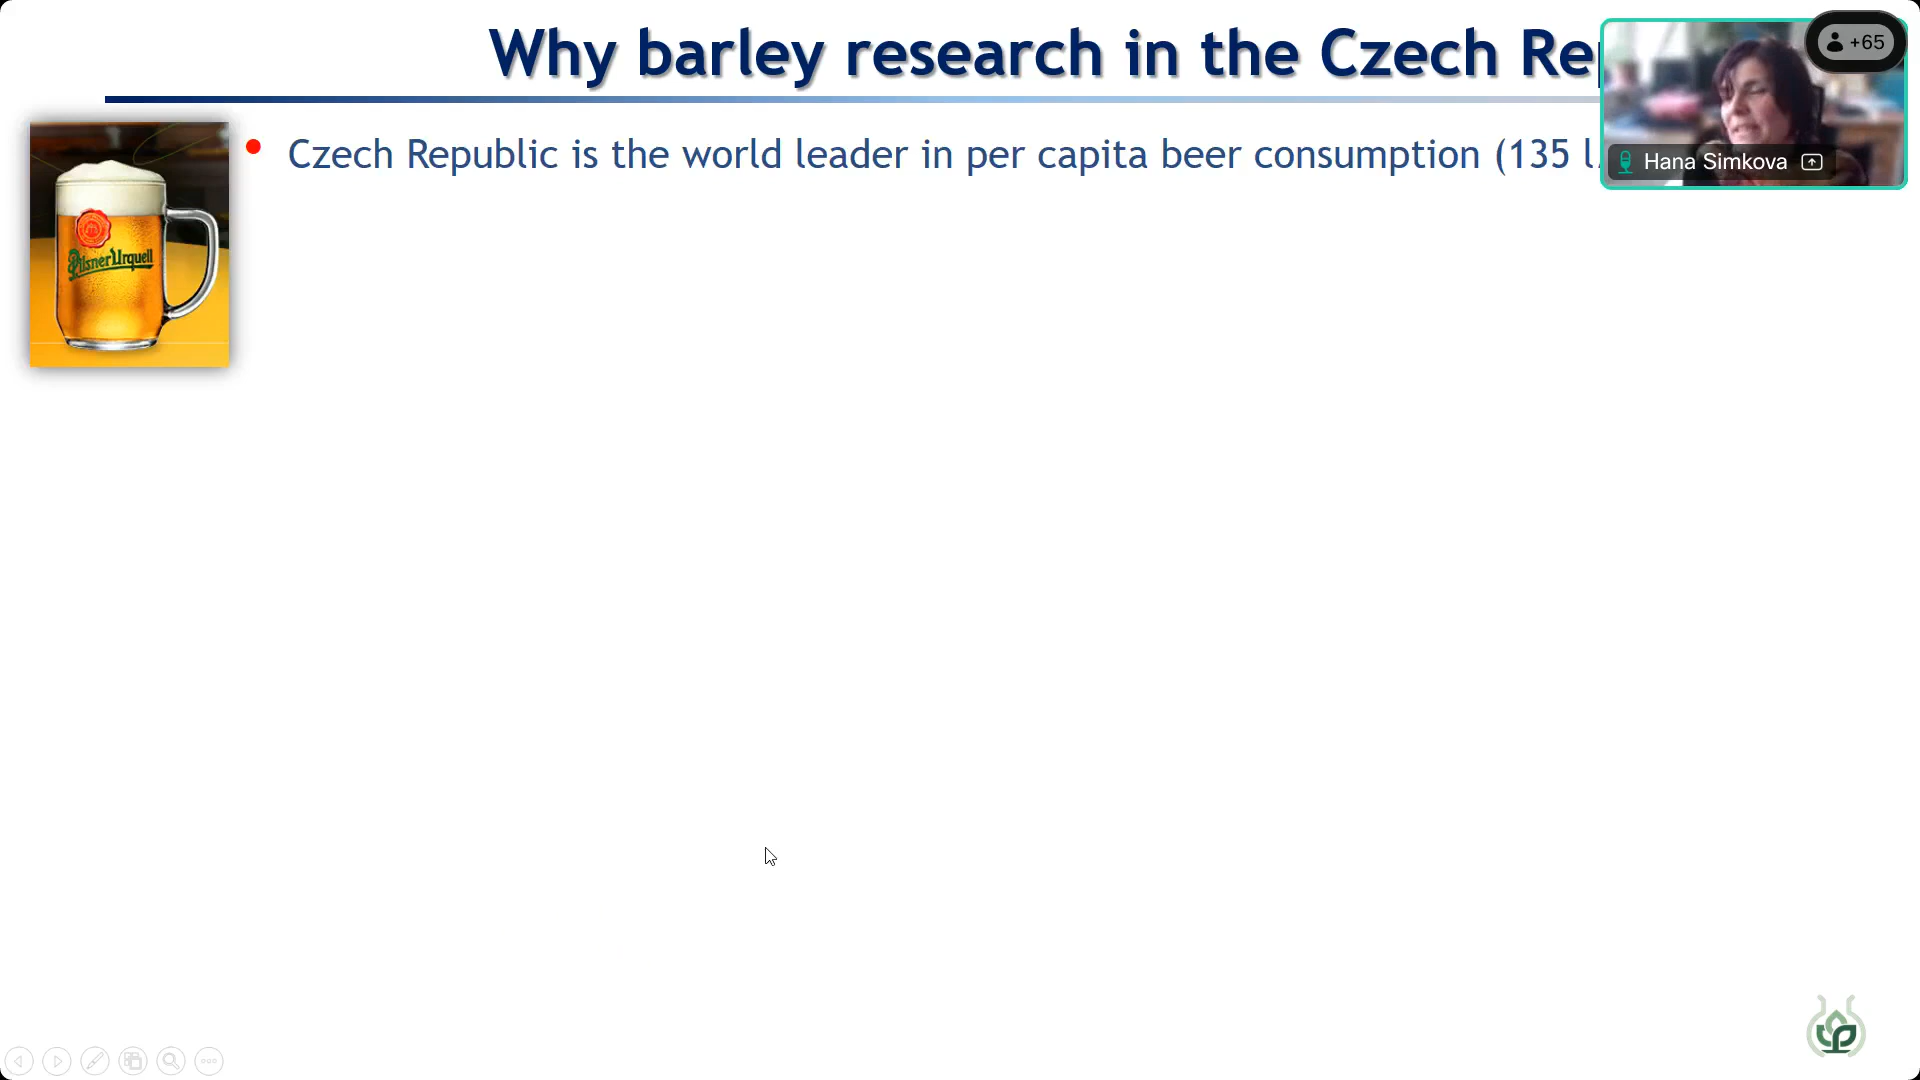 Why barley research in the Czech Re
+65
Czech Republic is the world leader in per capita beer consumption (135 l
Hana Simkova
Pilsner Urquell